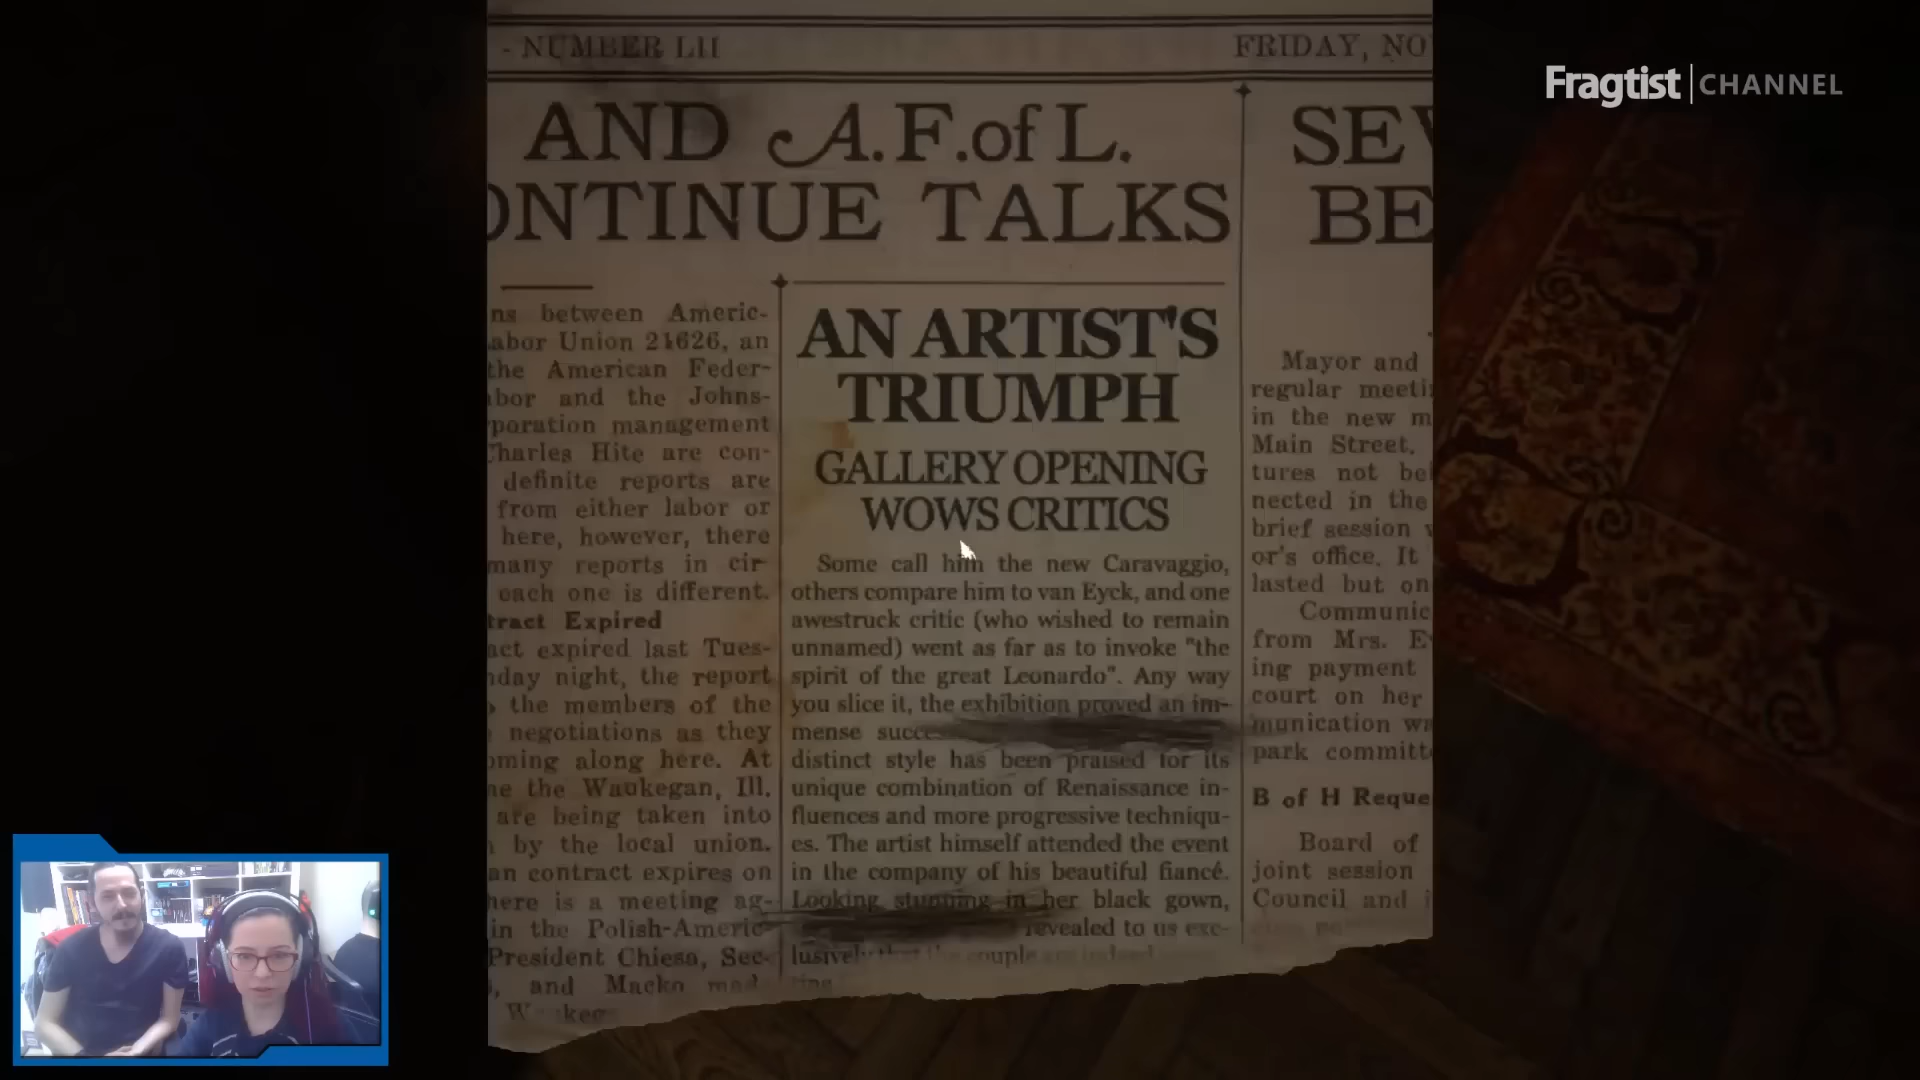 - NUMBER LII
FRIDAY, NO
Fragtist CHANNEL
AND A.F.of L.
ONTINUE TALKS
SEV
BE
ns between Americ-
abor Union 21626, an
the American Feder-
bor and the Johns-
poration management
Charles Hite are con-
definite reports are
from either labor or
here, however, there
many reports in cir-
each one is different.
tract Expired
act expired last Tues-
day night, the report
the members of the
negotiations as they
oming along here. At
ne the Waukegan, Ill.
are being taken into
by the local union.
an contract expires on
here is a meeting ag-
in the Polish-Americ-
President Chiesa, Sec-
, and Macko mad
AN ARTIST'S
TRIUMPH
GALLERY OPENING
WOWS CRITICS
Some call him the new Caravaggio,
others compare him to van Eyck, and one
awestruck critic (who wished to remain
unnamed) went as far as to invoke "the
spirit of the great Leonardo". Any way
you slice it, the exhibition proved an im-
mense succes
distinct style has been praised for its
unique combination of Renaissance in-
fluences and more progressive techniqu-
es. The artist himself attended the event
in the company of his beautiful fiancé.
Looking stunning in her black gown,
revealed to us exc-
lusively that the couple are indeed
Mayor and
regular meeti
in the new m
Main Street.
tures not be
nected in the
brief session
or's office. It
lasted but on
Communic
from Mrs. E
ing payment
court on her
munication wa
park committ
B of H Reque
Board of
joint session
Council and